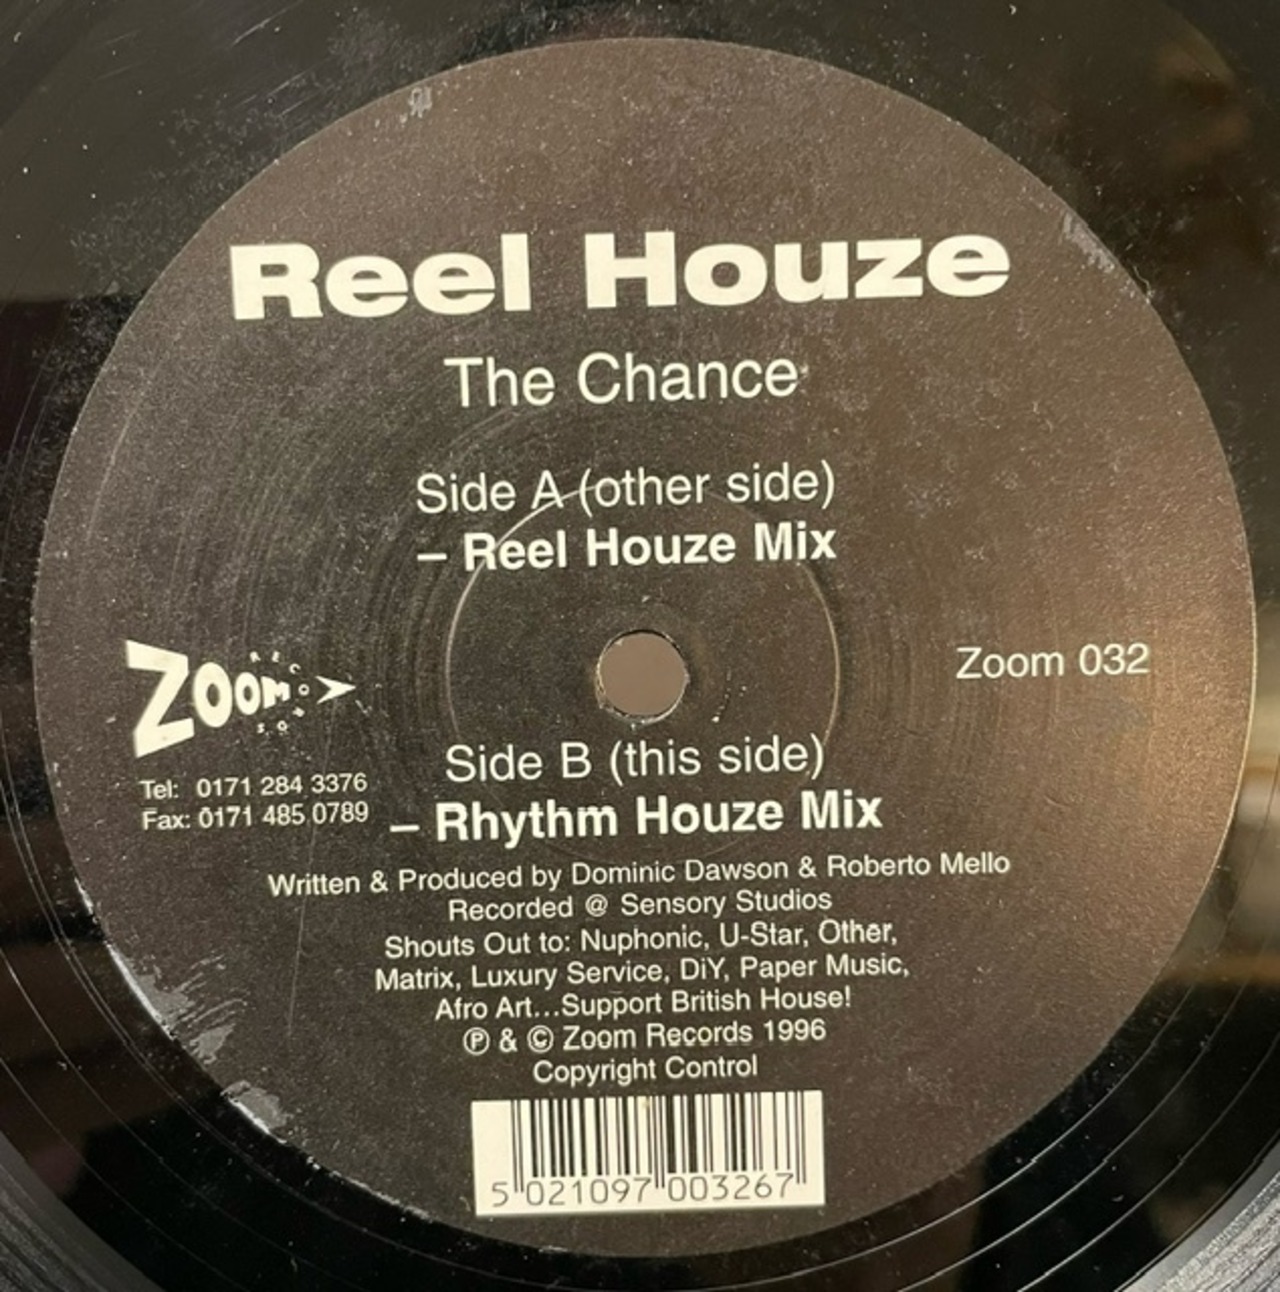 Reel Houze
The Chance
Side A (other side)
– Reel Houze Mix
ZOOM
RECORDS
Zoom 032
Tel: 0171 284 3376
Fax: 0171 485 0789
Side B (this side)
– Rhythm Houze Mix
Written & Produced by Dominic Dawson & Roberto Mello
Recorded @ Sensory Studios
Shouts Out to: Nuphonic, U-Star, Other,
Matrix, Luxury Service, DiY, Paper Music,
Afro Art...Support British House!
℗ & © Zoom Records 1996
Copyright Control
5 021097 003267